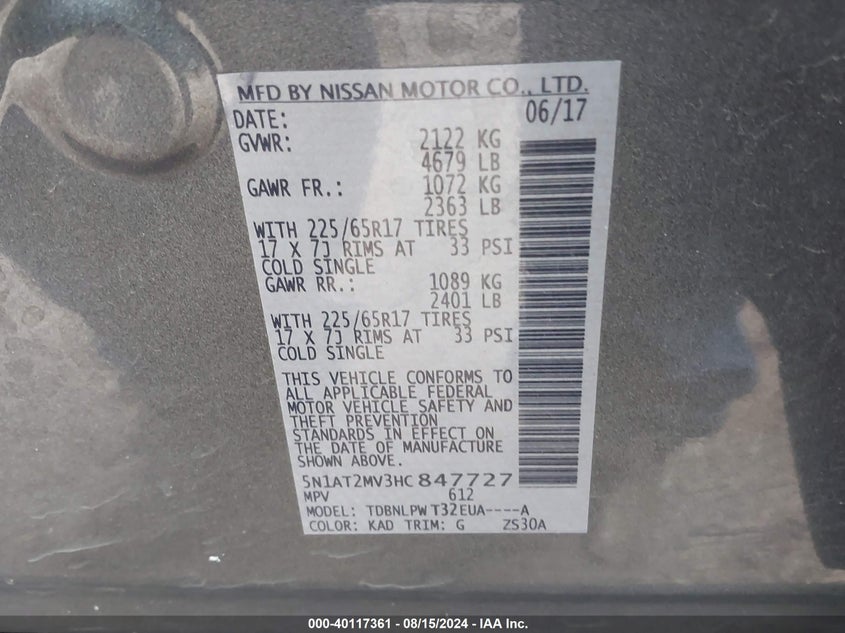 MFD BY NISSAN MOTOR CO., LTD.
DATE: 06/17
GVWR: 2122 KG
4679 LB
GAWR FR.: 1072 KG
2363 LB
WITH 225/65R17 TIRES
17 X 7J RIMS AT 33 PSI
COLD SINGLE
GAWR RR.: 1089 KG
2401 LB
WITH 225/65R17 TIRES
17 X 7J RIMS AT 33 PSI
COLD SINGLE
THIS VEHICLE CONFORMS TO
ALL APPLICABLE FEDERAL
MOTOR VEHICLE SAFETY AND
THEFT PREVENTION
STANDARDS IN EFFECT ON
THE DATE OF MANUFACTURE
SHOWN ABOVE.
5N1AT2MV3HC847727
MPV 612
MODEL: TDBNLPW T32EUA----A
COLOR: KAD TRIM: G ZS30A
000-40117361 - 08/15/2024 - IAA Inc.